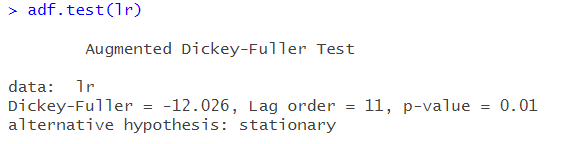 > adf.test(lr)
Augmented Dickey-Fuller Test
data:  lr
Dickey-Fuller = -12.026, Lag order = 11, p-value = 0.01
alternative hypothesis: stationary